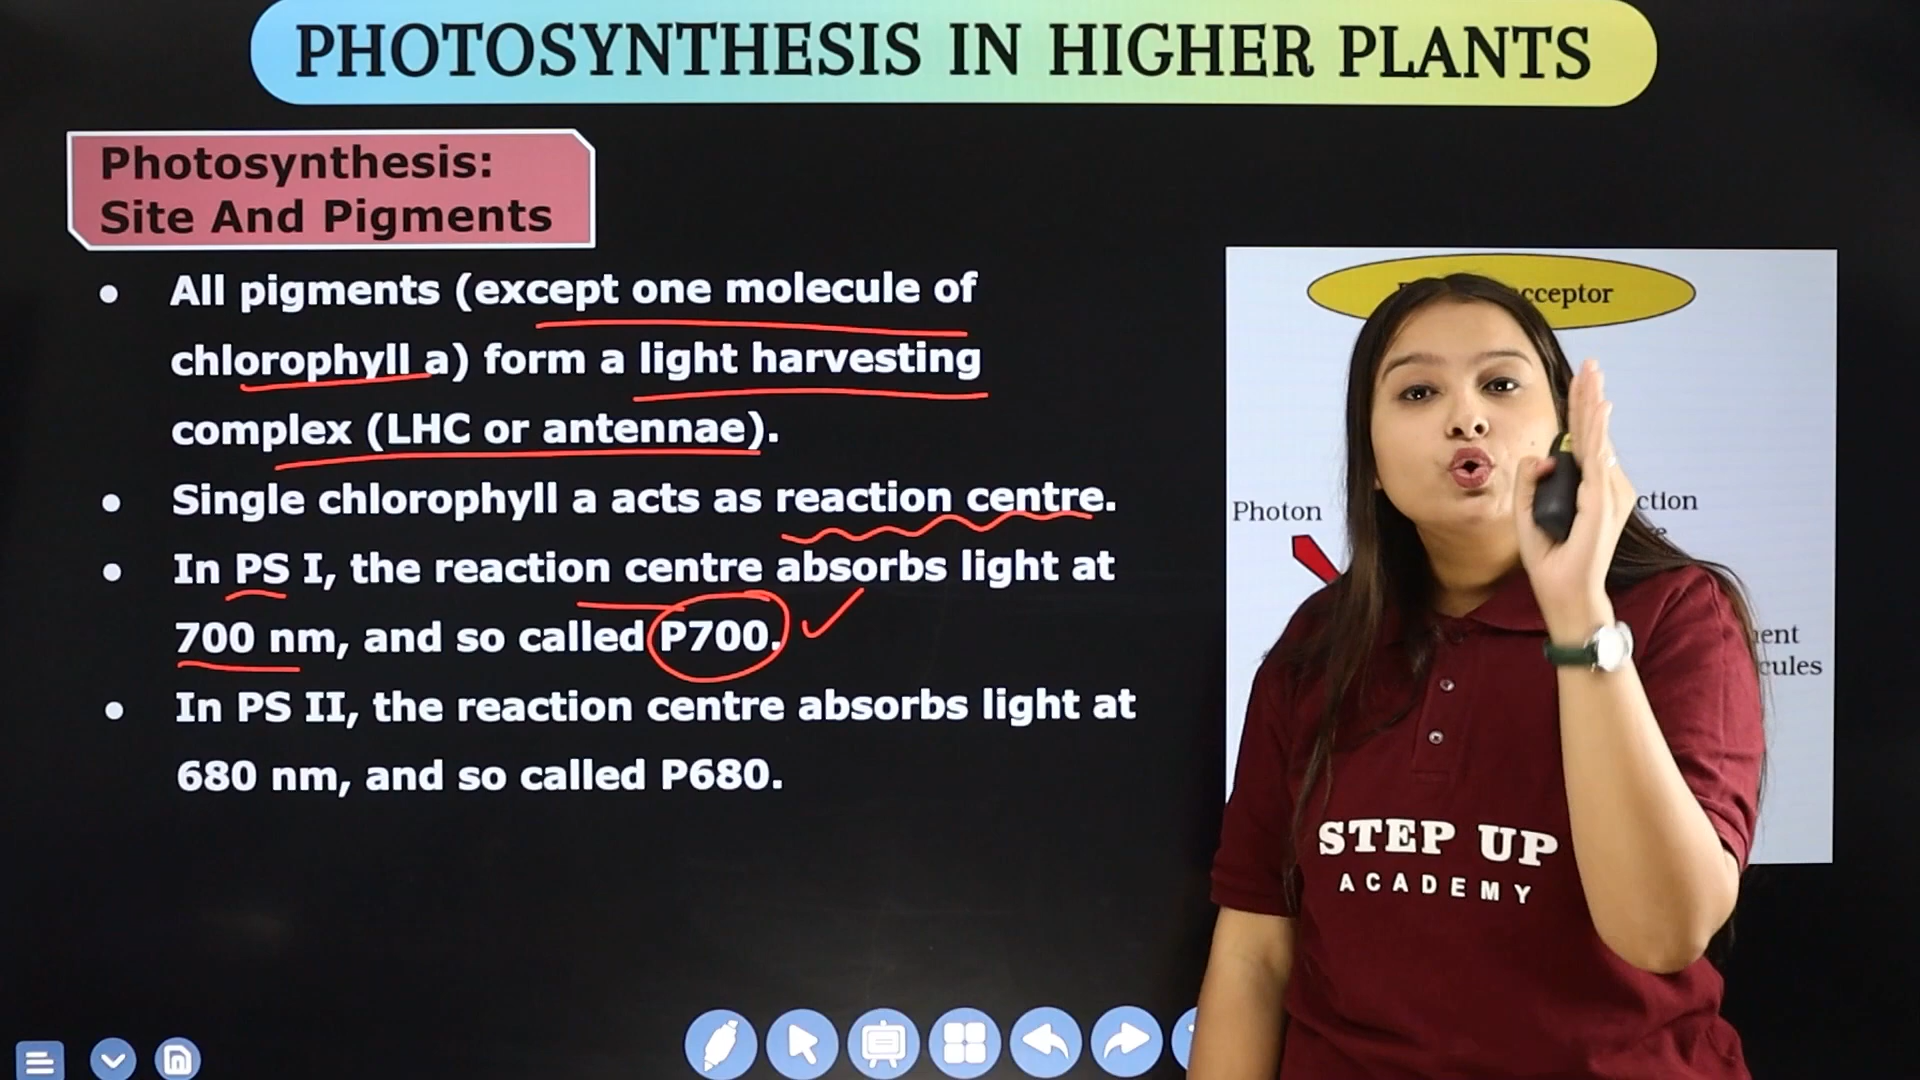 PHOTOSYNTHESIS IN HIGHER PLANTS
Photosynthesis:
Site And Pigments
• All pigments (except one molecule of
chlorophyll a) form a light harvesting
complex (LHC or antennae).
• Single chlorophyll a acts as reaction centre.
• In PS I, the reaction centre absorbs light at
700 nm, and so called P700.
• In PS II, the reaction centre absorbs light at
680 nm, and so called P680.
acceptor
Photon
STEP UP
ACADEMY